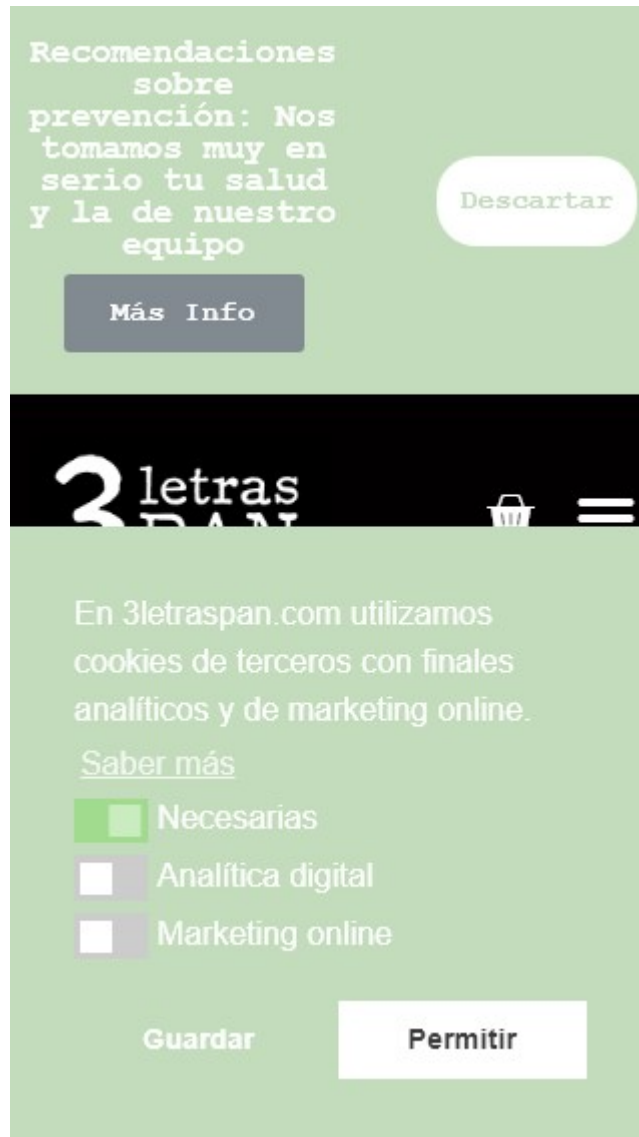 Recomendaciones
sobre
prevención: Nos
tomamos muy en
serio tu salud
y la de nuestro
equipo
Descartar
Más Info
3 letras
PAN
En 3letraspan.com utilizamos
cookies de terceros con finales
analíticos y de marketing online.
Saber más
Necesarias
Analítica digital
Marketing online
Guardar
Permitir